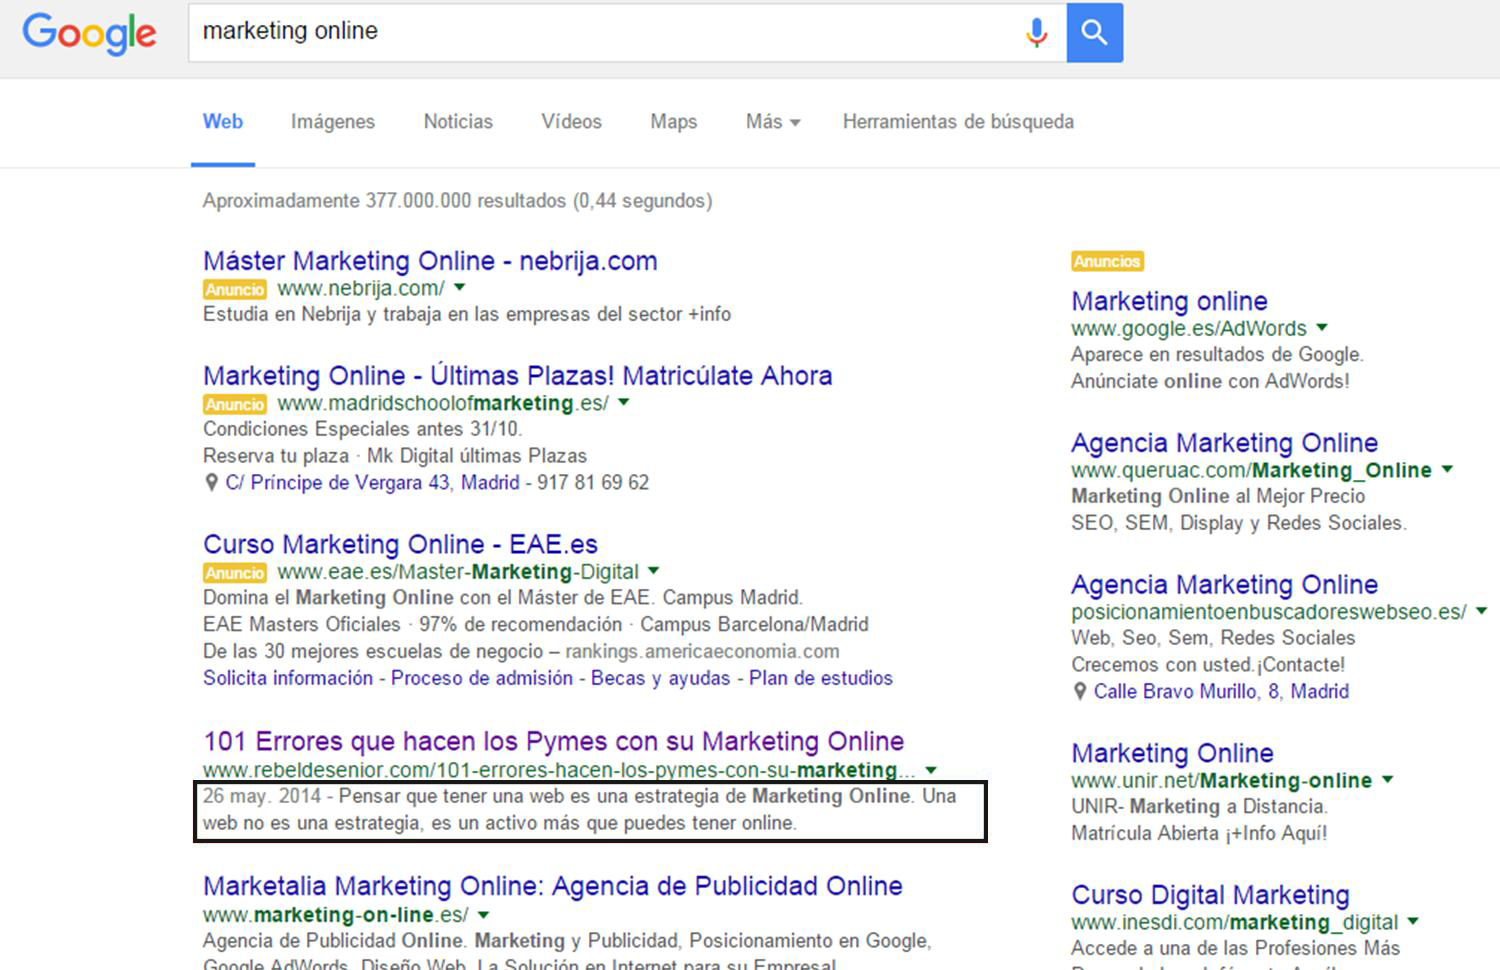 Google
marketing online
Web Imágenes Noticias Vídeos Maps Más Herramientas de búsqueda
Aproximadamente 377.000.000 resultados (0,44 segundos)
Máster Marketing Online - nebrija.com
Anuncio www.nebrija.com/
Estudia en Nebrija y trabaja en las empresas del sector +info
Marketing Online - Últimas Plazas! Matricúlate Ahora
Anuncio www.madridschoolofmarketing.es/
Condiciones Especiales antes 31/10.
Reserva tu plaza · Mk Digital últimas Plazas
C/ Príncipe de Vergara 43, Madrid - 917 81 69 62
Curso Marketing Online - EAE.es
Anuncio www.eae.es/Master-Marketing-Digital
Domina el Marketing Online con el Máster de EAE. Campus Madrid.
EAE Masters Oficiales · 97% de recomendación · Campus Barcelona/Madrid
De las 30 mejores escuelas de negocio – rankings.americaeconomia.com
Solicita información - Proceso de admisión - Becas y ayudas - Plan de estudios
101 Errores que hacen los Pymes con su Marketing Online
www.rebeldesenior.com/101-errores-hacen-los-pymes-con-su-marketing...
26 may. 2014 - Pensar que tener una web es una estrategia de Marketing Online. Una
web no es una estrategia, es un activo más que puedes tener online.
Marketalia Marketing Online: Agencia de Publicidad Online
www.marketing-on-line.es/
Agencia de Publicidad Online. Marketing y Publicidad, Posicionamiento en Google,
Google AdWords, Diseño Web. La Solución en Internet para su Empresa!
Anuncios
Marketing online
www.google.es/AdWords
Aparece en resultados de Google.
Anúnciate online con AdWords!
Agencia Marketing Online
www.queruac.com/Marketing_Online
Marketing Online al Mejor Precio
SEO, SEM, Display y Redes Sociales.
Agencia Marketing Online
posicionamientoenbuscadoreswebseo.es/
Web, Seo, Sem, Redes Sociales
Crecemos con usted.¡Contacte!
Calle Bravo Murillo, 8, Madrid
Marketing Online
www.unir.net/Marketing-online
UNIR- Marketing a Distancia.
Matrícula Abierta ¡+Info Aquí!
Curso Digital Marketing
www.inesdi.com/marketing_digital
Accede a una de las Profesiones Más